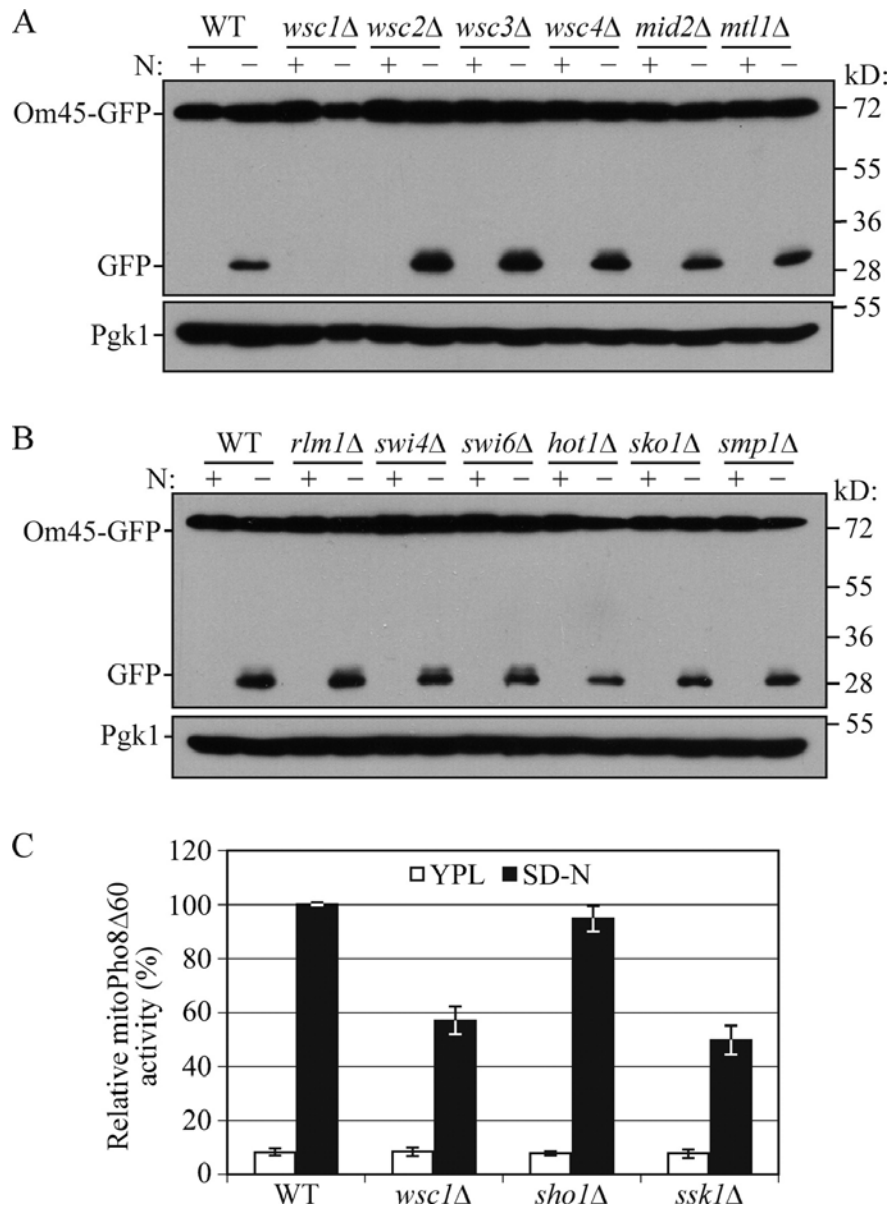 A
WT wsc1Δ wsc2Δ wsc3Δ wsc4Δ mid2Δ mtl1Δ
N: + − + − + − + − + − + − + − kD:
Om45-GFP 72
55
36
GFP 28
55
Pgk1
B
WT rlm1Δ swi4Δ swi6Δ hot1Δ sko1Δ smp1Δ
N: + − + − + − + − + − + − + − kD:
Om45-GFP 72
55
36
GFP 28
55
Pgk1
C
Relative mitoPho8Δ60
activity (%)
YPL SD-N
120
100
80
60
40
20
0
WT wsc1Δ sho1Δ ssk1Δ